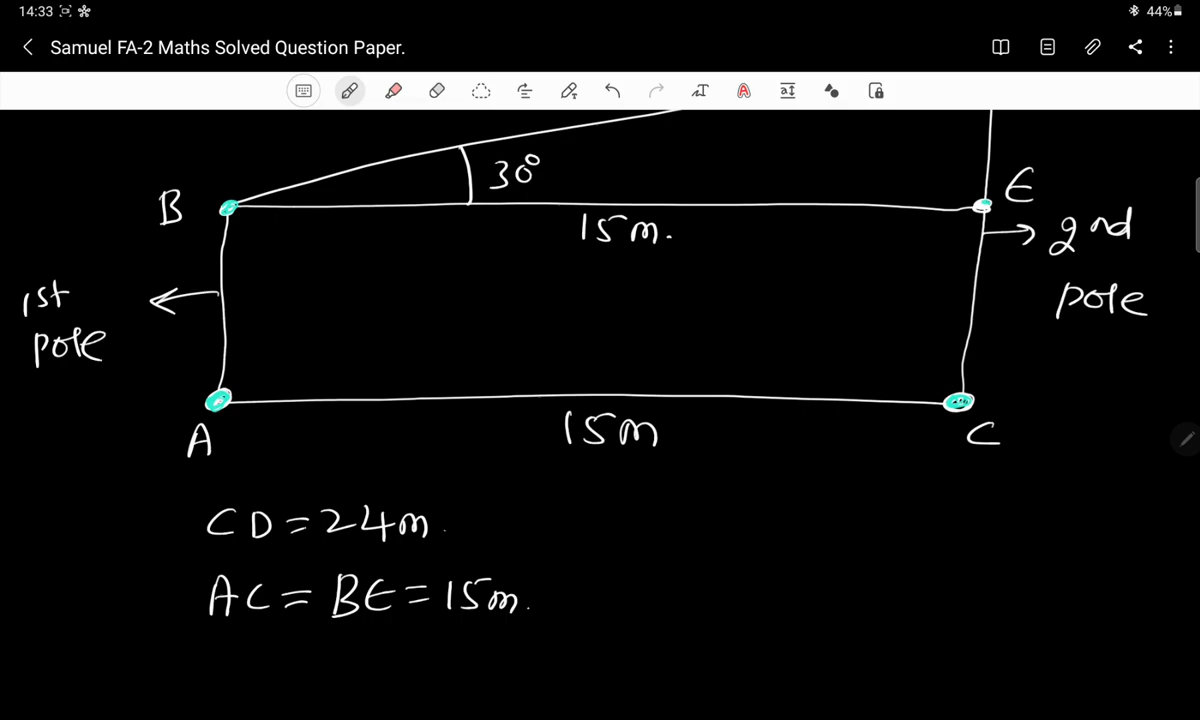 14:33
44%
Samuel FA-2 Maths Solved Question Paper.
30°
B
E
15m.
2nd
pole
1st
pole
15m
A
C
CD=24m.
AC=BE=15m.